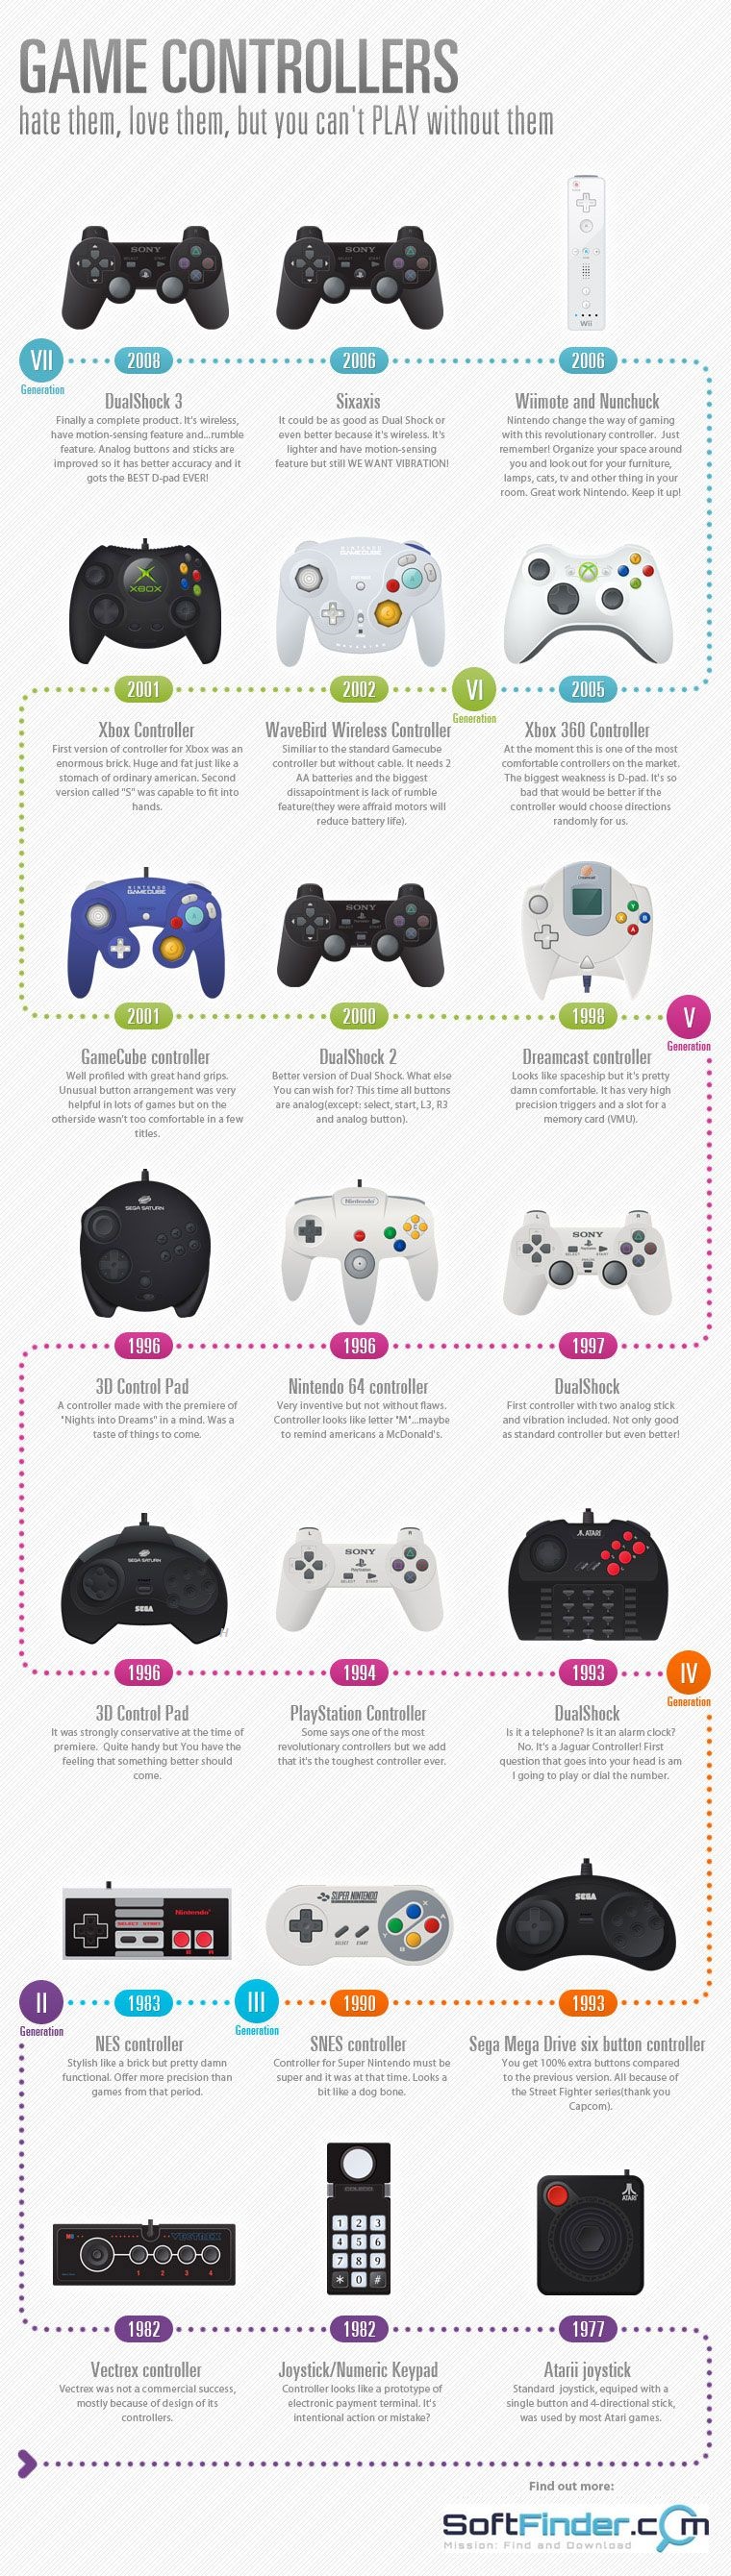 GAME CONTROLLERS
hate them, love them, but you can't PLAY without them
SONY
SELECT START
SONY
SELECT START
Wii
VII
Generation
2008
2006
2006
DualShock 3
Finally a complete product. It's wireless,
have motion-sensing feature and...rumble
feature. Analog buttons and sticks are
improved so it has better accuracy and it
gots the BEST D-pad EVER!
Sixaxis
It could be as good as Dual Shock or
even better because it's wireless. It's
lighter and have motion-sensing
feature but still WE WANT VIBRATION!
Wiimote and Nunchuck
Nintendo change the way of gaming
with this revolutionary controller. Just
remember! Organize your space around
you and look out for your furniture,
lamps, cats, tv and other thing in your
room. Great work Nintendo. Keep it up!
XBOX
NINTENDO
GAMECUBE
2001
2002
VI
Generation
2005
Xbox Controller
First version of controller for Xbox was an
enormous brick. Huge and fat just like a
stomach of ordinary american. Second
version called "S" was capable to fit into
hands.
WaveBird Wireless Controller
Similiar to the standard Gamecube
controller but without cable. It needs 2
AA batteries and the biggest
dissapointment is lack of rumble
feature(they were affraid motors will
reduce battery life).
Xbox 360 Controller
At the moment this is one of the most
comfortable controllers on the market.
The biggest weakness is D-pad. It's so
bad that would be better if the
controller would choose directions
randomly for us.
NINTENDO
GAMECUBE
SONY
Y
X B
A
2001
2000
1998
V
Generation
GameCube controller
Well profiled with great hand grips.
Unusual button arrangement was very
helpful in lots of games but on the
otherside wasn't too comfortable in a few
titles.
DualShock 2
Better version of Dual Shock. What else
You can wish for? This time all buttons
are analog(except: select, start, L3, R3
and analog button).
Dreamcast controller
Looks like spaceship but it's pretty
damn comfortable. It has very high
precision triggers and a slot for a
memory card (VMU).
SEGA SATURN
Nintendo
SONY
SELECT START
1996
1996
1997
3D Control Pad
A controller made with the premiere of
"Nights into Dreams" in a mind. Was a
taste of things to come.
Nintendo 64 controller
Very inventive but not without flaws.
Controller looks like letter "M"...maybe
to remind americans a McDonald's.
DualShock
First controller with two analog stick
and vibration included. Not only good
as standard controller but even better!
SEGA SATURN
SEGA
SONY
PlayStation
SELECT START
ATARI
1996
1994
1993
IV
Generation
3D Control Pad
It was strongly conservative at the time of
premiere. Quite handy but You have the
feeling that something better should
come.
PlayStation Controller
Some says one of the most
revolutionary controllers but we add
that it's the toughest controller ever.
DualShock
Is it a telephone? Is it an alarm clock?
No. It's a Jaguar Controller! First
question that goes into your head is am
I going to play or dial the number.
Nintendo
SELECT START
B A
SUPER NINTENDO
SELECT START
X
Y A
B
SEGA
II
Generation
1983
III
Generation
1990
1993
NES controller
Stylish like a brick but pretty damn
functional. Offer more precision than
games from that period.
SNES controller
Controller for Super Nintendo must be
super and it was at that time. Looks a
bit like a dog bone.
Sega Mega Drive six button controller
You get 100% extra buttons compared
to the previous version. All because of
the Street Fighter series(thank you
Capcom).
VECTREX
1 2 3 4
1 2 3
4 5 6
7 8 9
* 0 #
ATARI
1982
1982
1977
Vectrex controller
Vectrex was not a commercial success,
mostly because of design of its
controllers.
Joystick/Numeric Keypad
Controller looks like a prototype of
electronic payment terminal. It's
intentional action or mistake?
Atarii joystick
Standard joystick, equiped with a
single button and 4-directional stick,
was used by most Atari games.
Find out more:
SoftFinder.com
Mission: Find and Download